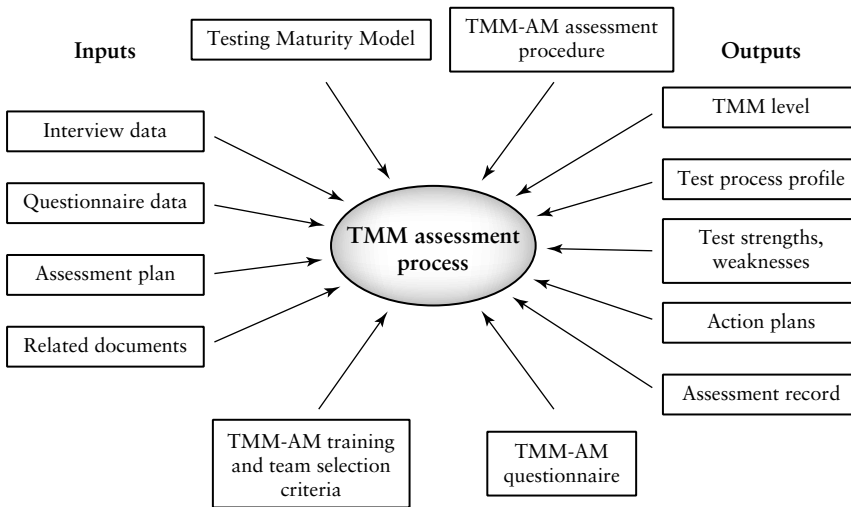 Inputs
Testing Maturity Model
TMM-AM assessment
procedure
Outputs
Interview data
Questionnaire data
Assessment plan
Related documents
TMM assessment
process
TMM level
Test process profile
Test strengths,
weaknesses
Action plans
Assessment record
TMM-AM training
and team selection
criteria
TMM-AM
questionnaire